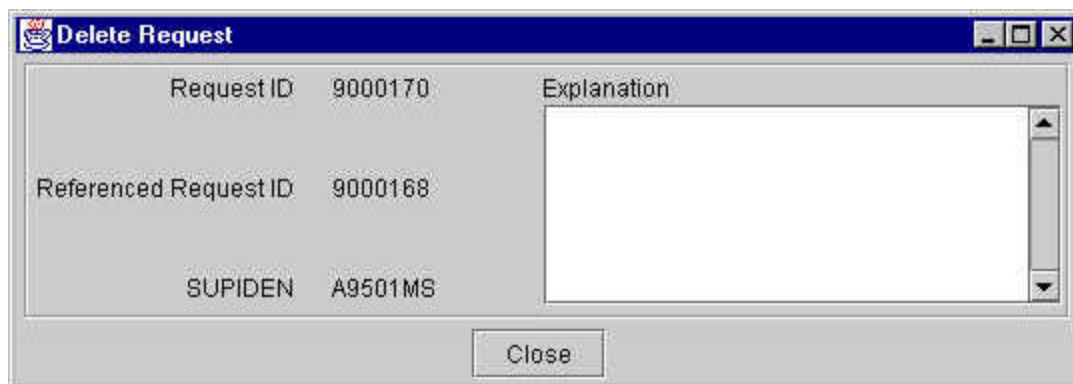 Delete Request
Request ID 9000170
Explanation
Referenced Request ID 9000168
SUPIDEN A9501MS
Close